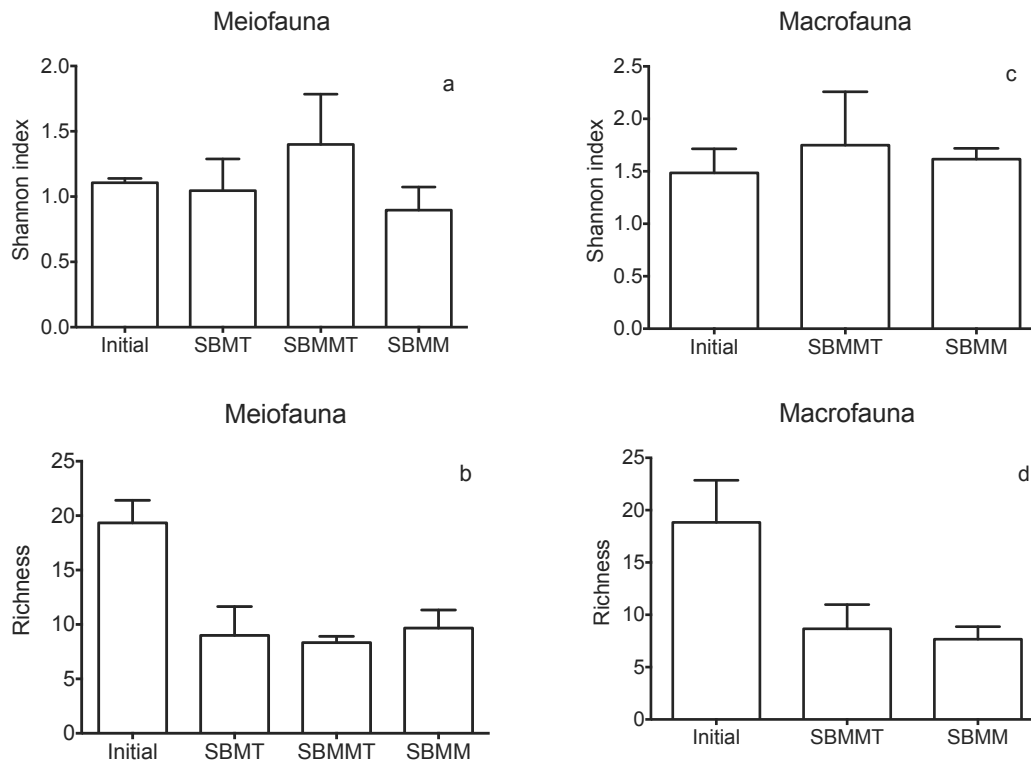 Meiofauna
a
Shannon index
2.0
1.5
1.0
0.5
0.0
Initial SBMT SBMMT SBMM
Macrofauna
c
Shannon index
2.5
2.0
1.5
1.0
0.5
0.0
Initial SBMMT SBMM
Meiofauna
b
Richness
25
20
15
10
5
0
Initial SBMT SBMMT SBMM
Macrofauna
d
Richness
25
20
15
10
5
0
Initial SBMMT SBMM